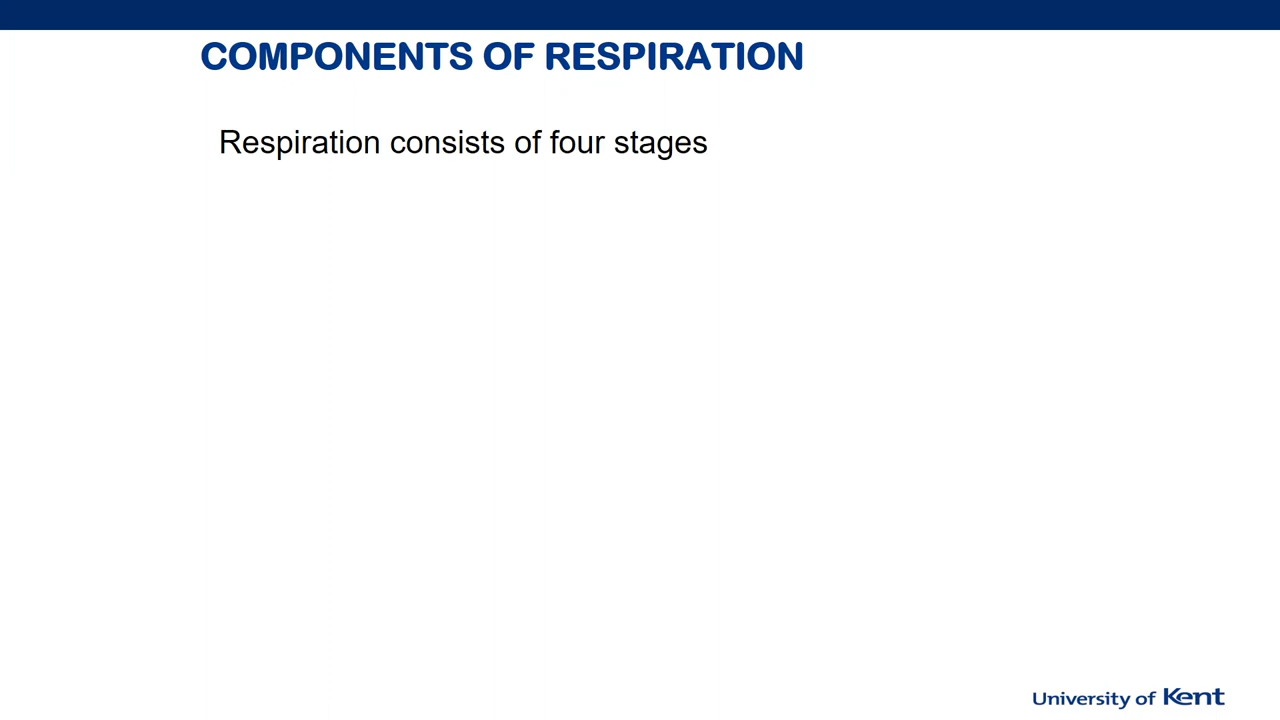 COMPONENTS OF RESPIRATION
Respiration consists of four stages
University of Kent